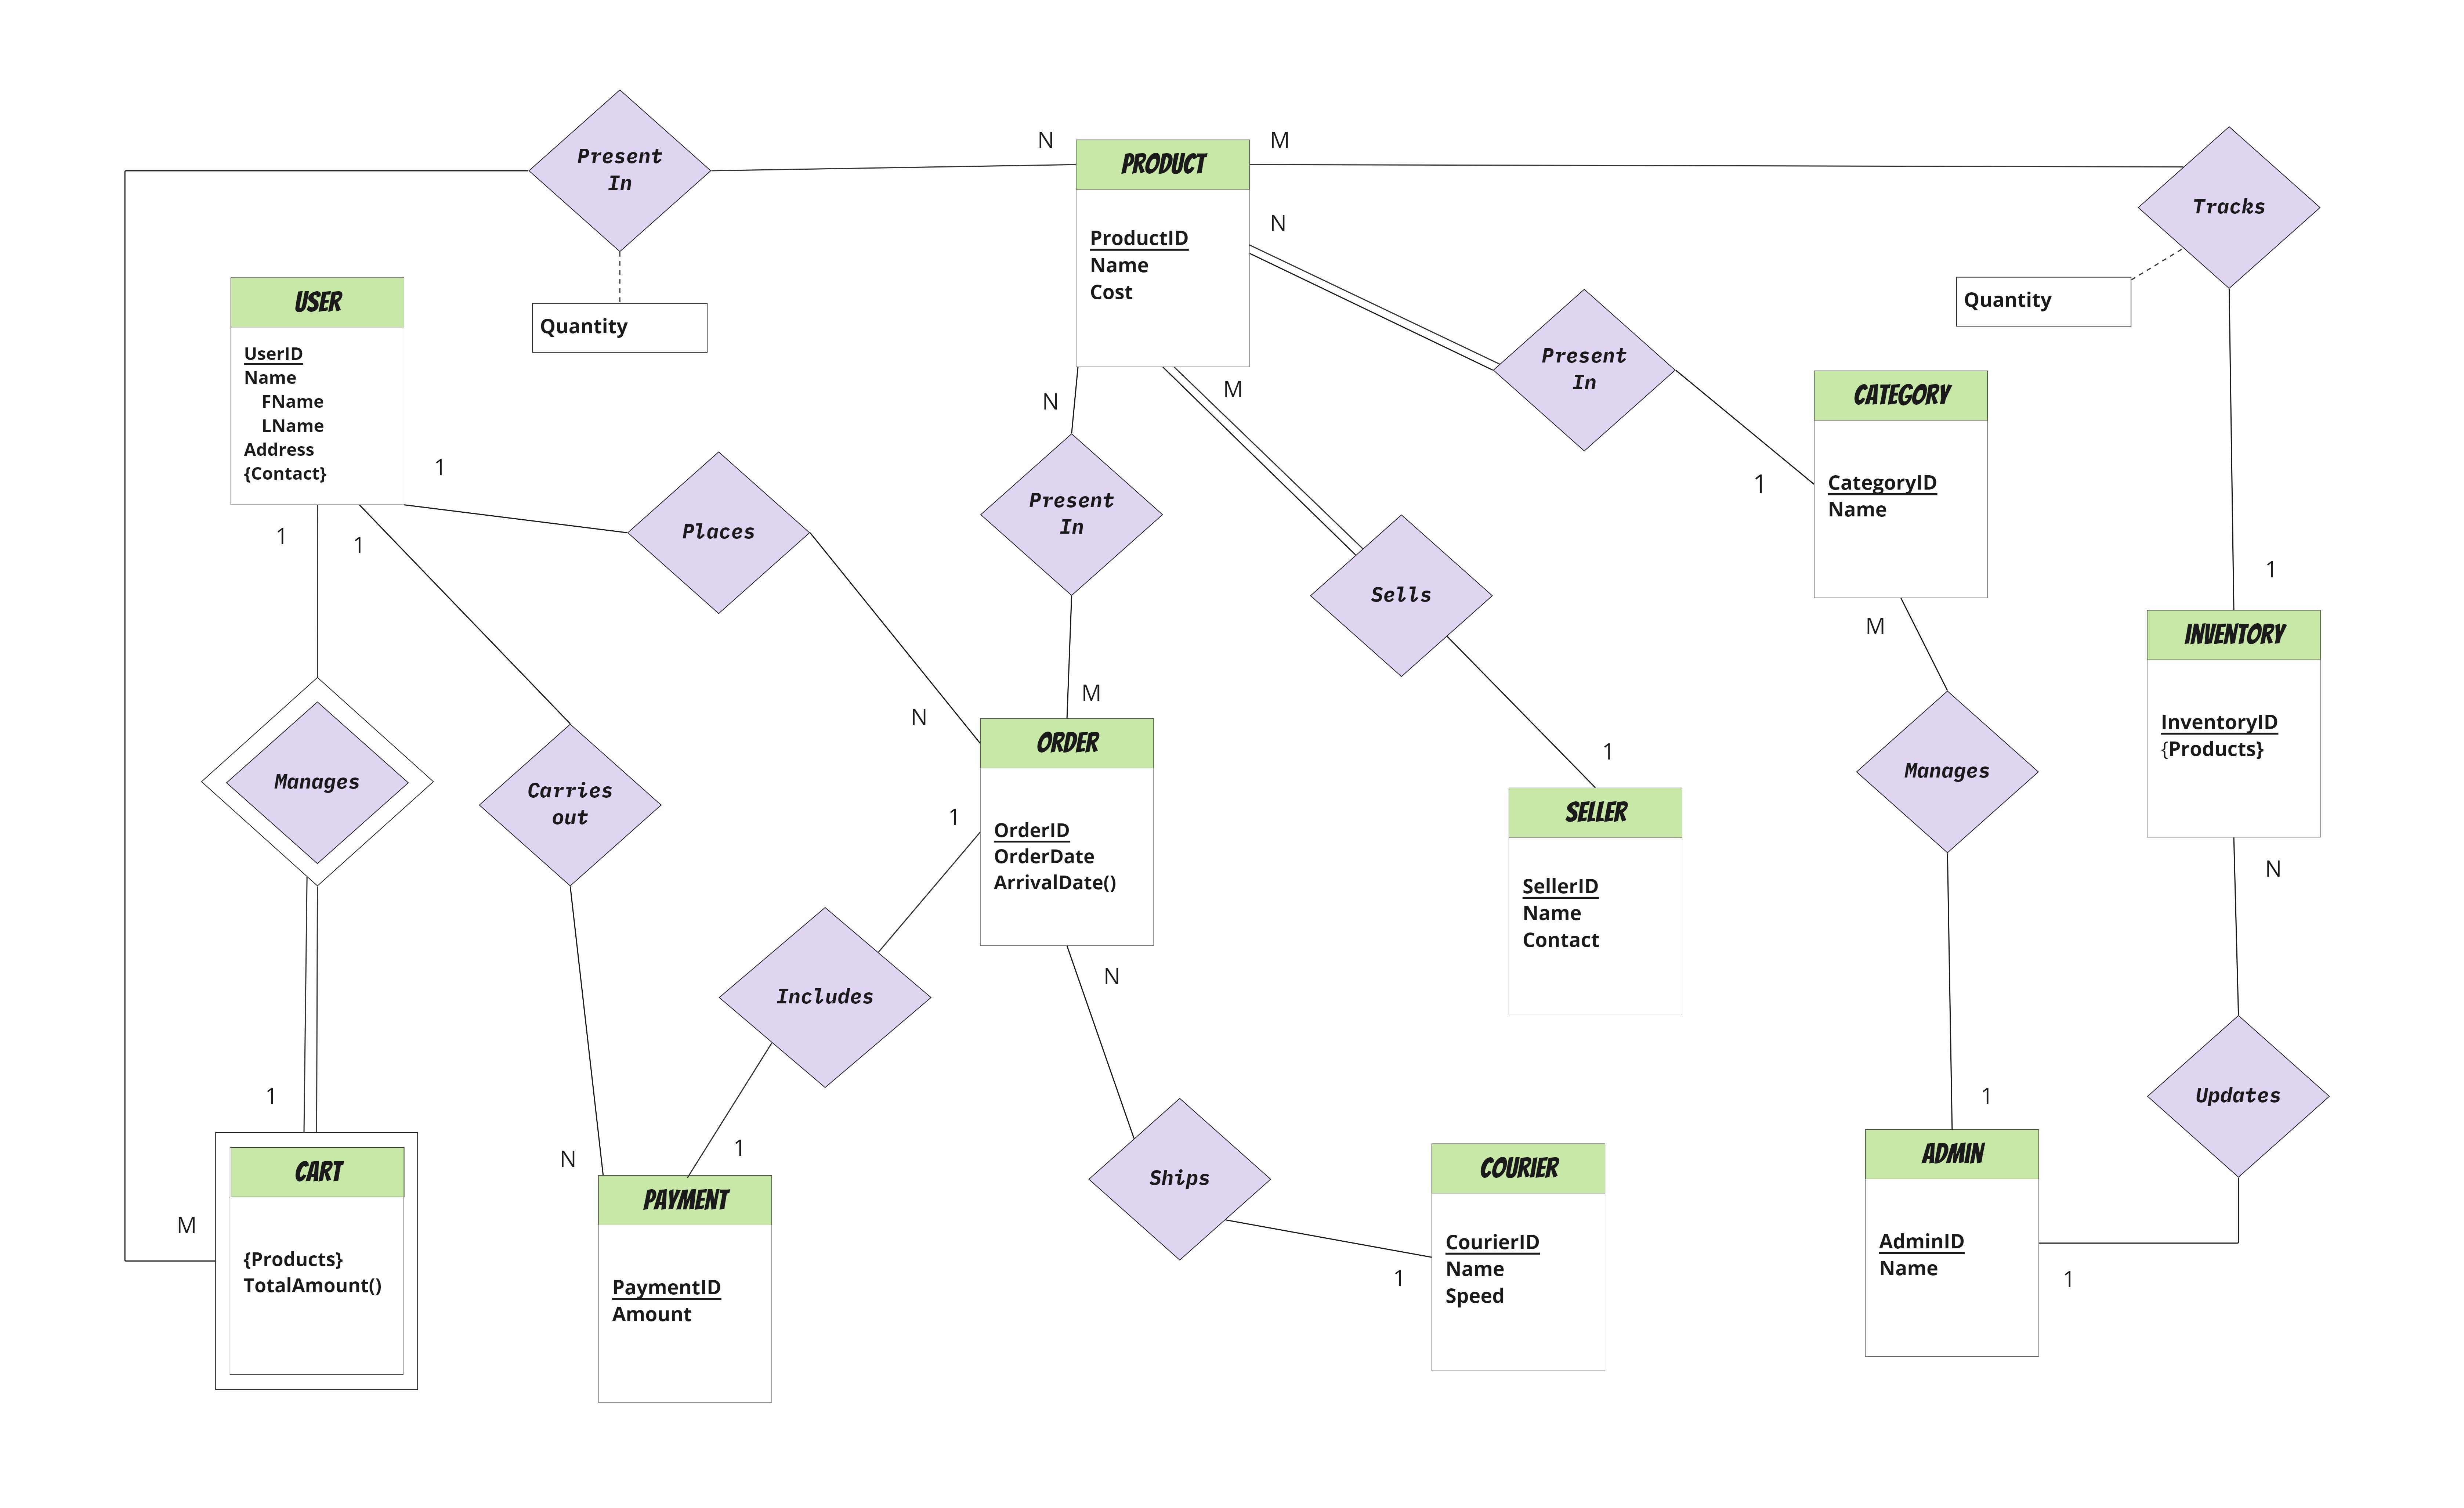 Present
In
N
PRODUCT
M
ProductID
Name
Cost
N
Tracks
Quantity
USER
UserID
Name
FName
LName
Address
{Contact}
1
1
1
Quantity
Places
N
Present
In
M
M
Sells
1
Present
In
1
CATEGORY
CategoryID
Name
M
1
INVENTORY
InventoryID
{Products}
N
Manages
1
Carries
out
N
N
ORDER
OrderID
OrderDate
ArrivalDate()
1
N
Includes
1
SELLER
SellerID
Name
Contact
Manages
1
Updates
1
CART
{Products}
TotalAmount()
M
PAYMENT
PaymentID
Amount
Ships
1
COURIER
CourierID
Name
Speed
ADMIN
AdminID
Name